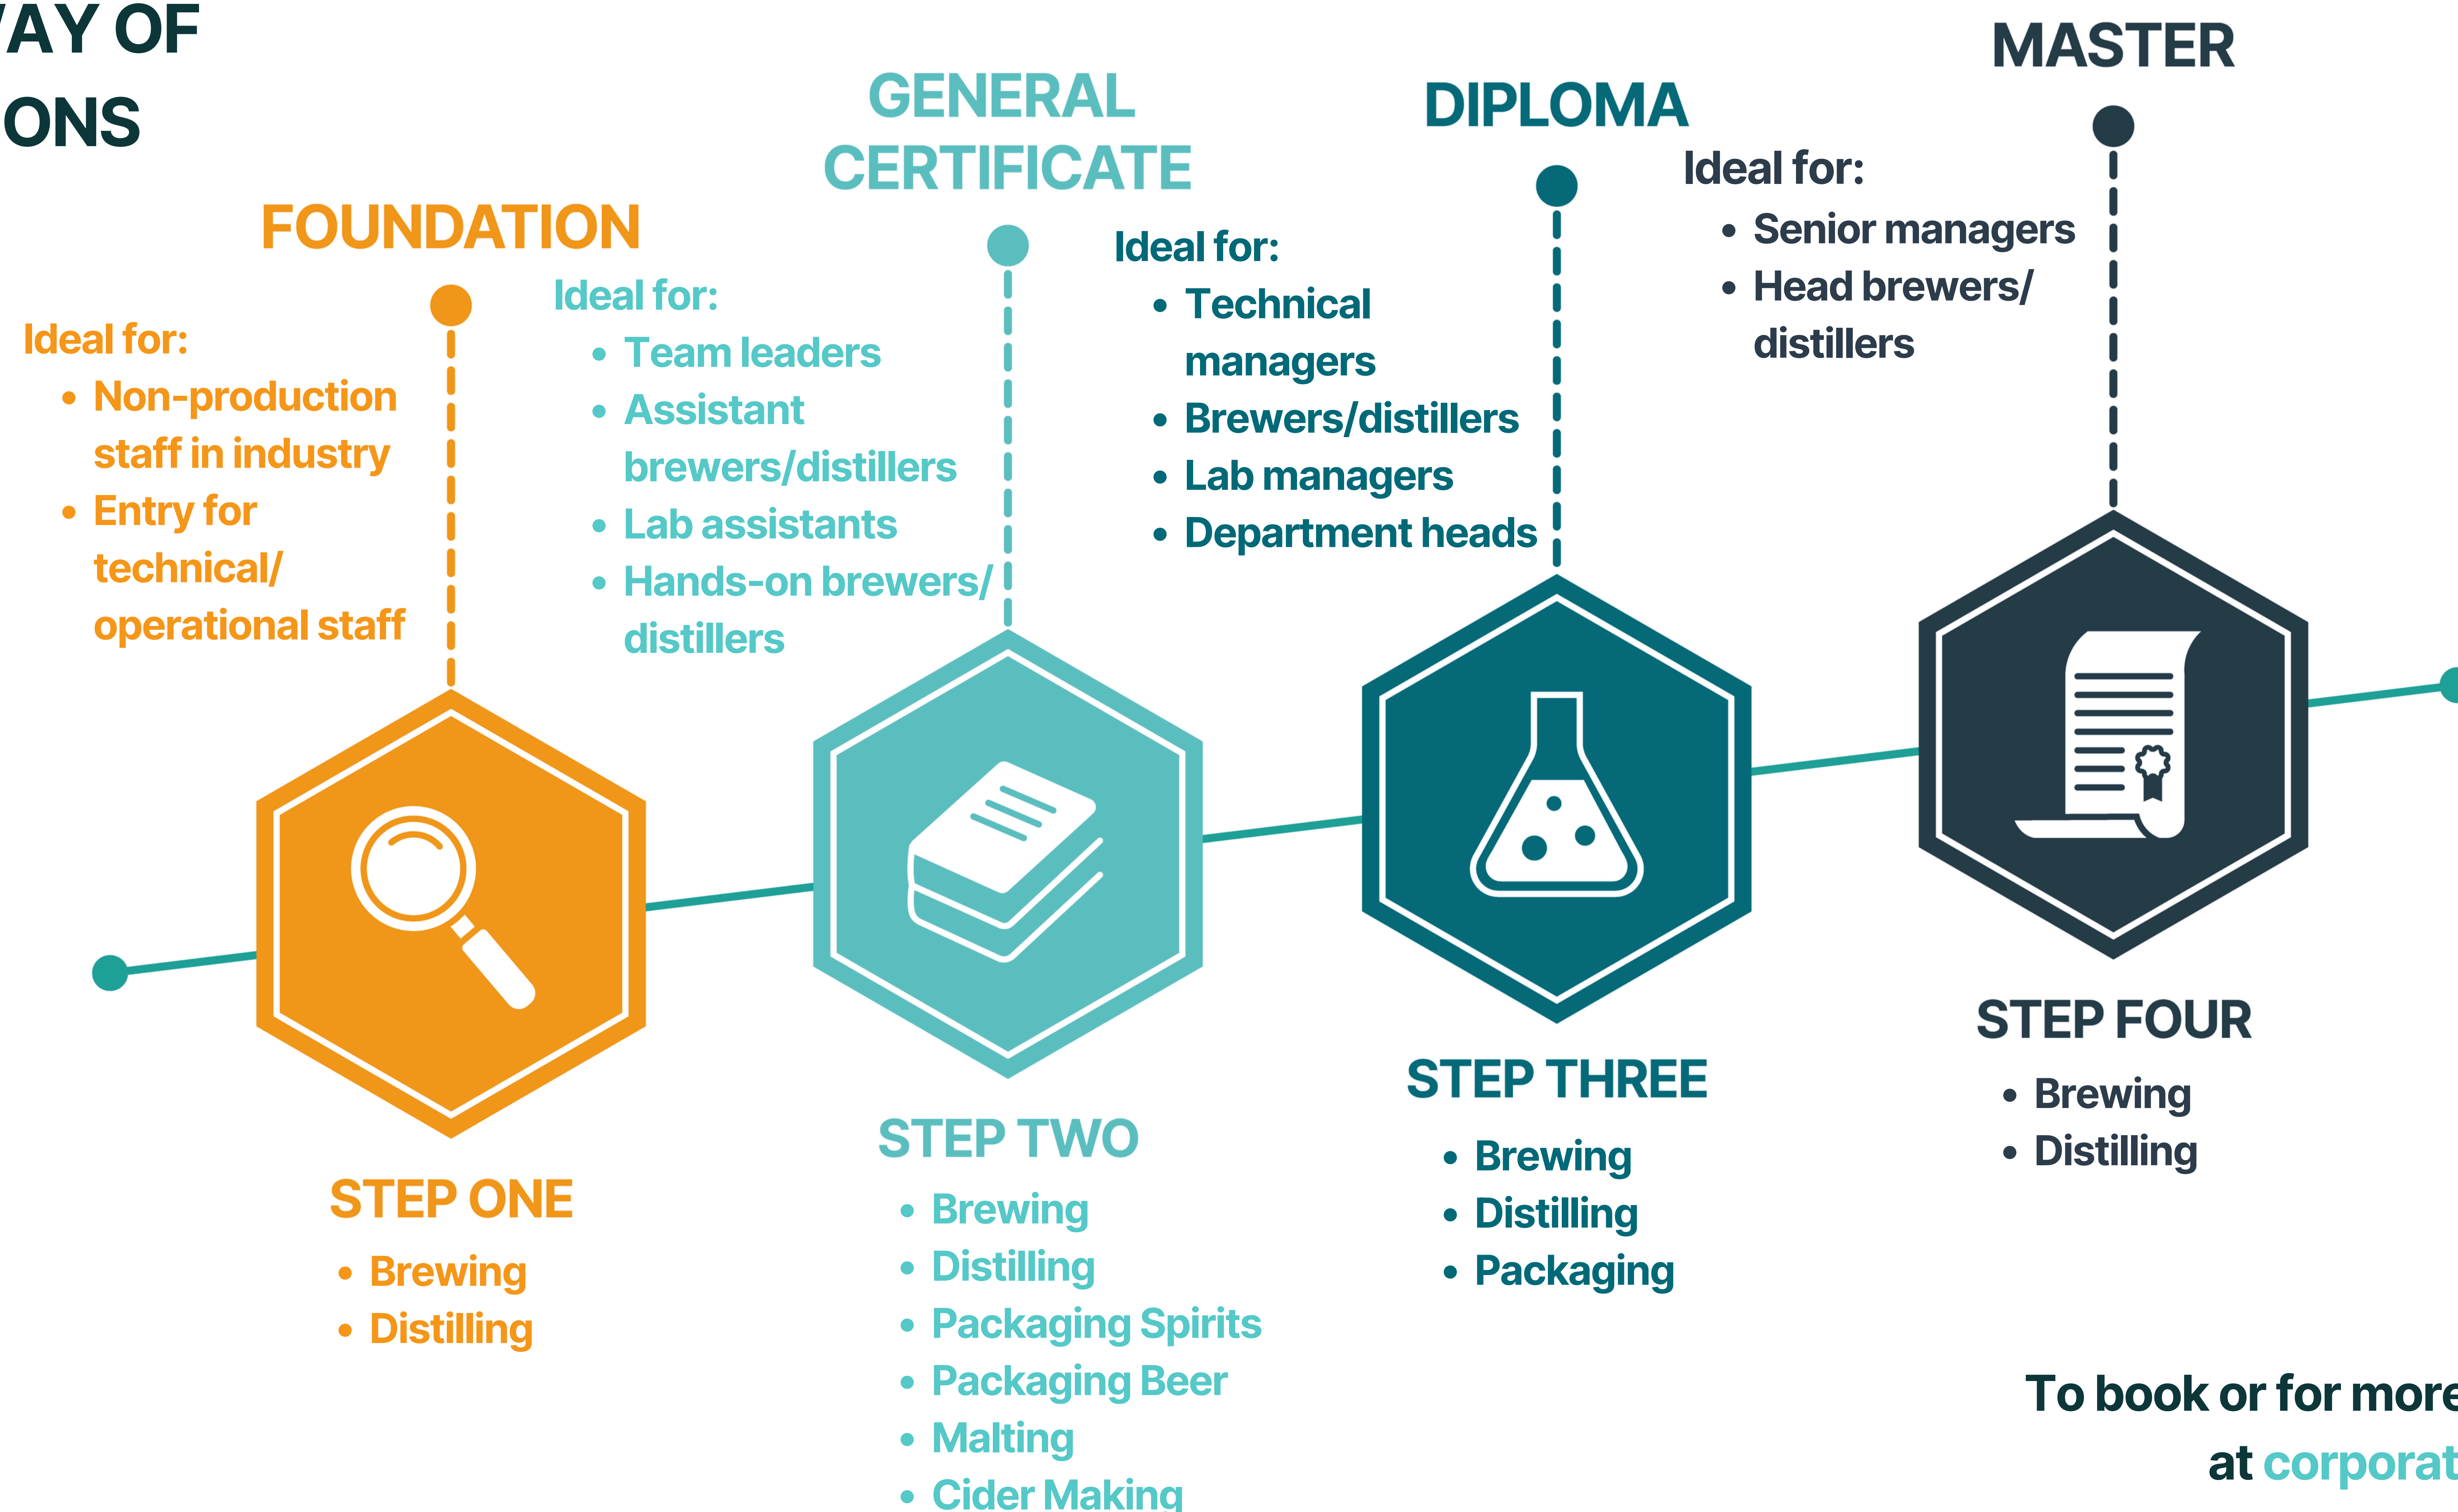 AY OF
ONS
FOUNDATION
Ideal for:
• Non-production
staff in industry
• Entry for
technical/
operational staff
STEP ONE
• Brewing
• Distilling
GENERAL
CERTIFICATE
Ideal for:
• Team leaders
• Assistant
brewers/distillers
• Lab assistants
• Hands-on brewers/
distillers
STEP TWO
• Brewing
• Distilling
• Packaging Spirits
• Packaging Beer
• Malting
• Cider Making
DIPLOMA
Ideal for:
• Technical
managers
• Brewers/distillers
• Lab managers
• Department heads
STEP THREE
• Brewing
• Distilling
• Packaging
MASTER
Ideal for:
• Senior managers
• Head brewers/
distillers
STEP FOUR
• Brewing
• Distilling
To book or for more
at corporat